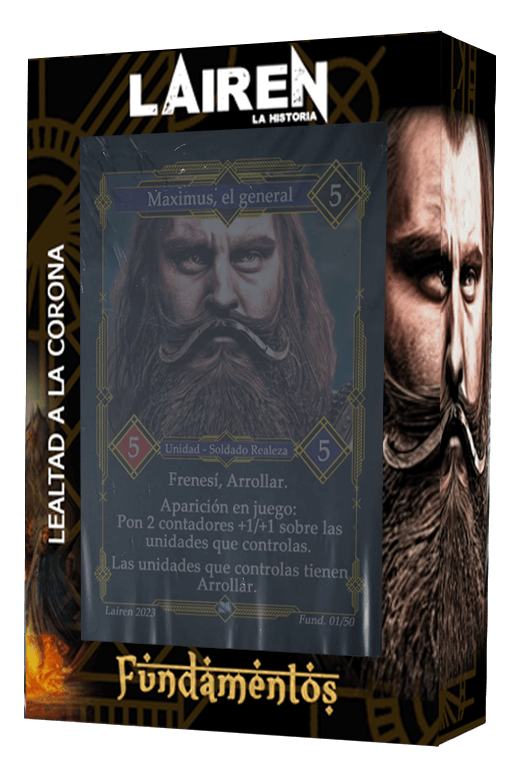 LAIREN
LA HISTORIA
LEALTAD A LA CORONA
Maximus, el general
5
5
Unidad - Soldado Realeza
5
Frenesí, Arrollar.
Aparición en juego:
Pon 2 contadores +1/+1 sobre las
unidades que controlas.
Las unidades que controlas tienen
Arrollar.
Lairen 2023
Fund. 01/50
Fundamentos